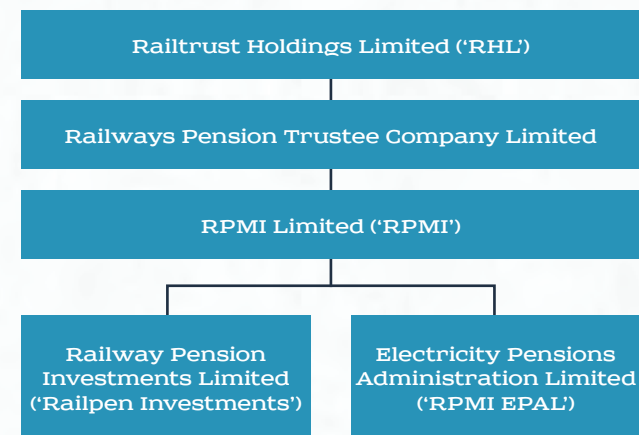 Railtrust Holdings Limited (‘RHL’)
Railways Pension Trustee Company Limited
RPMI Limited (‘RPMI’)
Railway Pension
Investments Limited
(‘Railpen Investments’)
Electricity Pensions
Administration Limited
(‘RPMI EPAL’)